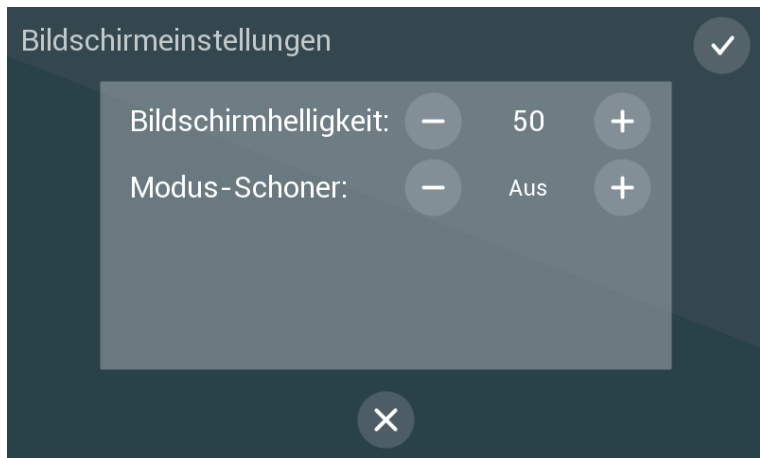 Bildschirmeinstellungen
Bildschirmhelligkeit: 50
Modus-Schoner: Aus